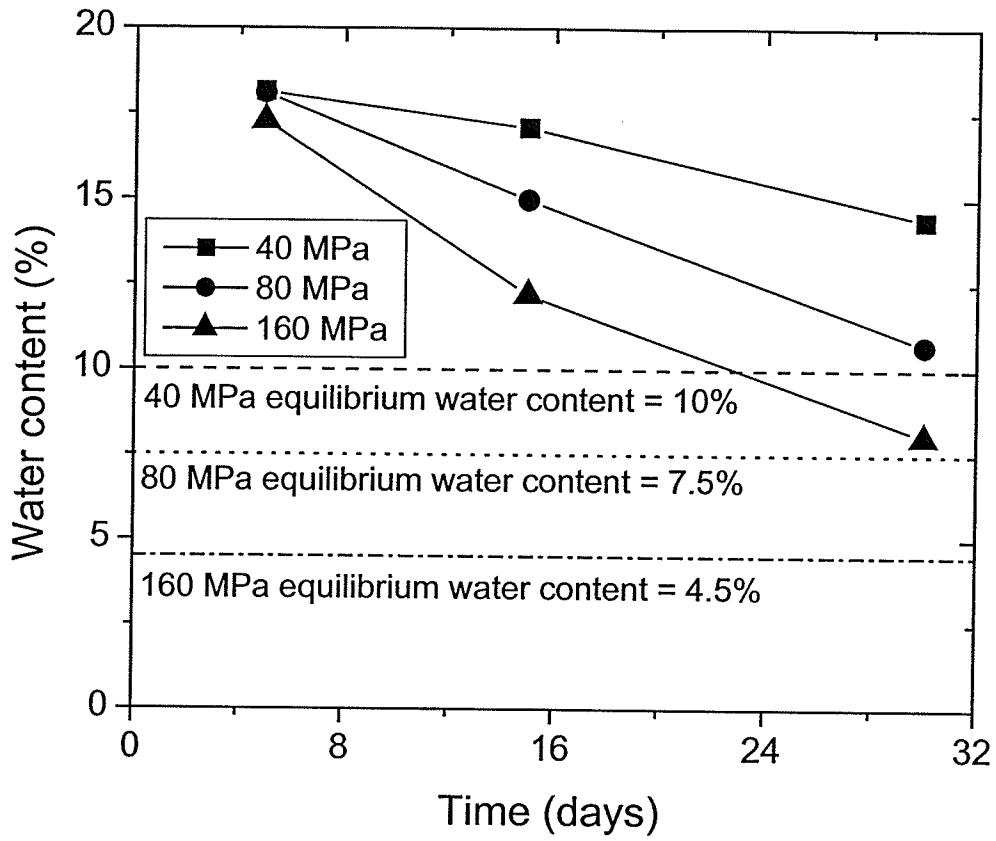 20
15
10
5
0
Water content (%)
40 MPa
80 MPa
160 MPa
40 MPa equilibrium water content = 10%
80 MPa equilibrium water content = 7.5%
160 MPa equilibrium water content = 4.5%
0 8 16 24 32
Time (days)